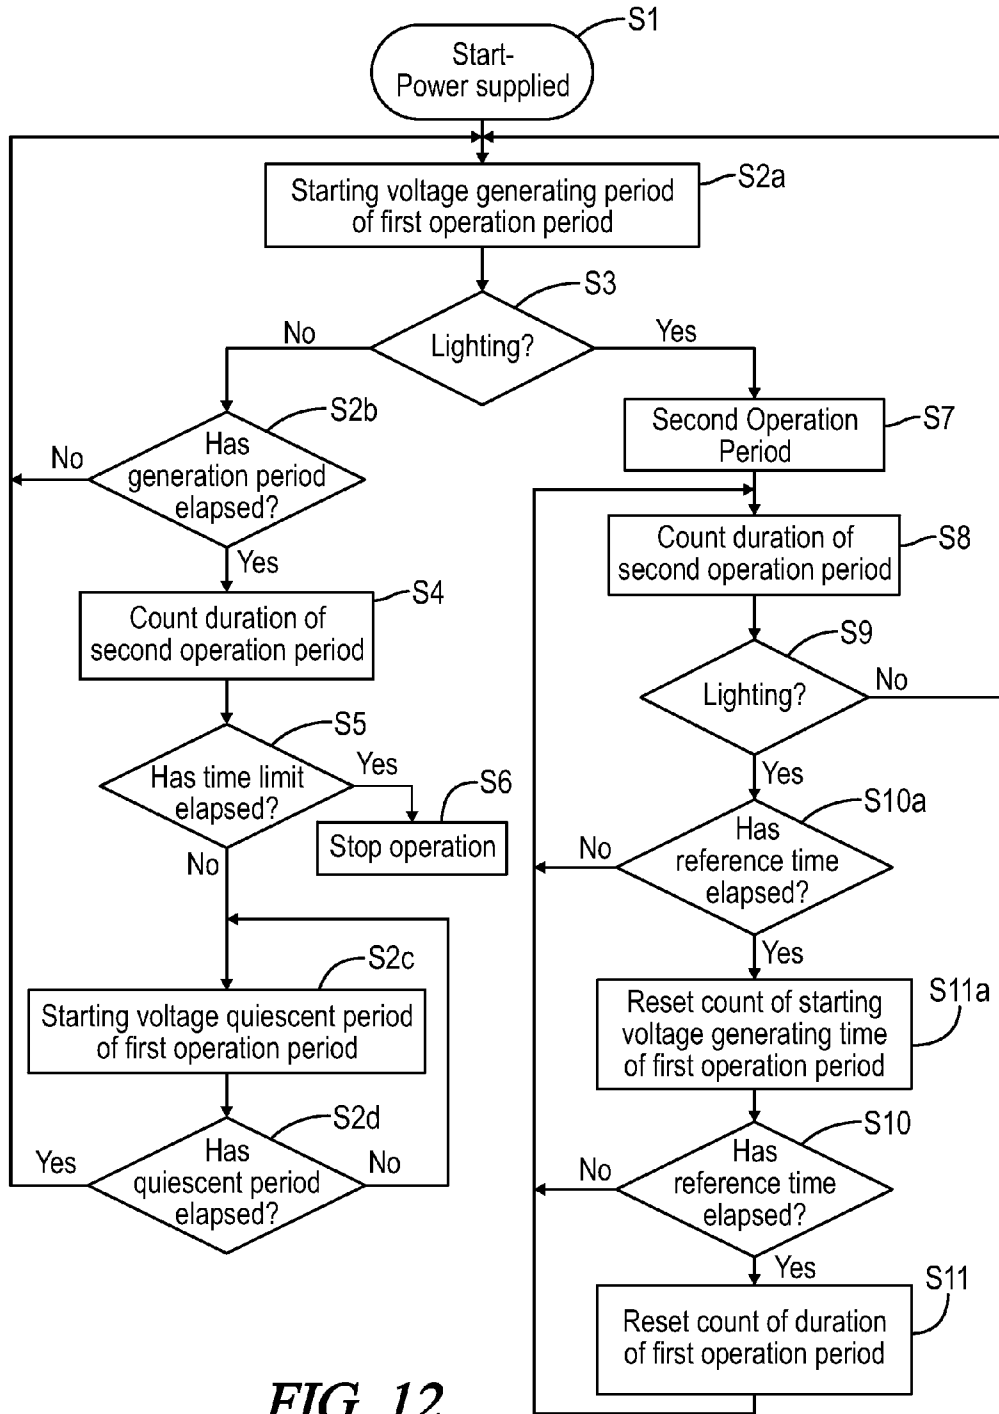 S1
Start-
Power supplied
S2a
Starting voltage generating period
of first operation period
S3
Lighting?
No
Yes
S2b
Has
generation period
elapsed?
No
Yes
S7
Second Operation
Period
S4
Count duration of
second operation period
S8
Count duration of
second operation period
S5
Has time limit
elapsed?
Yes
No
S6
Stop operation
S9
Lighting?
No
Yes
S10a
Has
reference time
elapsed?
No
Yes
S2c
Starting voltage quiescent period
of first operation period
S11a
Reset count of starting
voltage generating time
of first operation period
S2d
Has
quiescent period
elapsed?
Yes
No
S10
Has
reference time
elapsed?
No
Yes
S11
Reset count of duration
of first operation period
FIG. 12